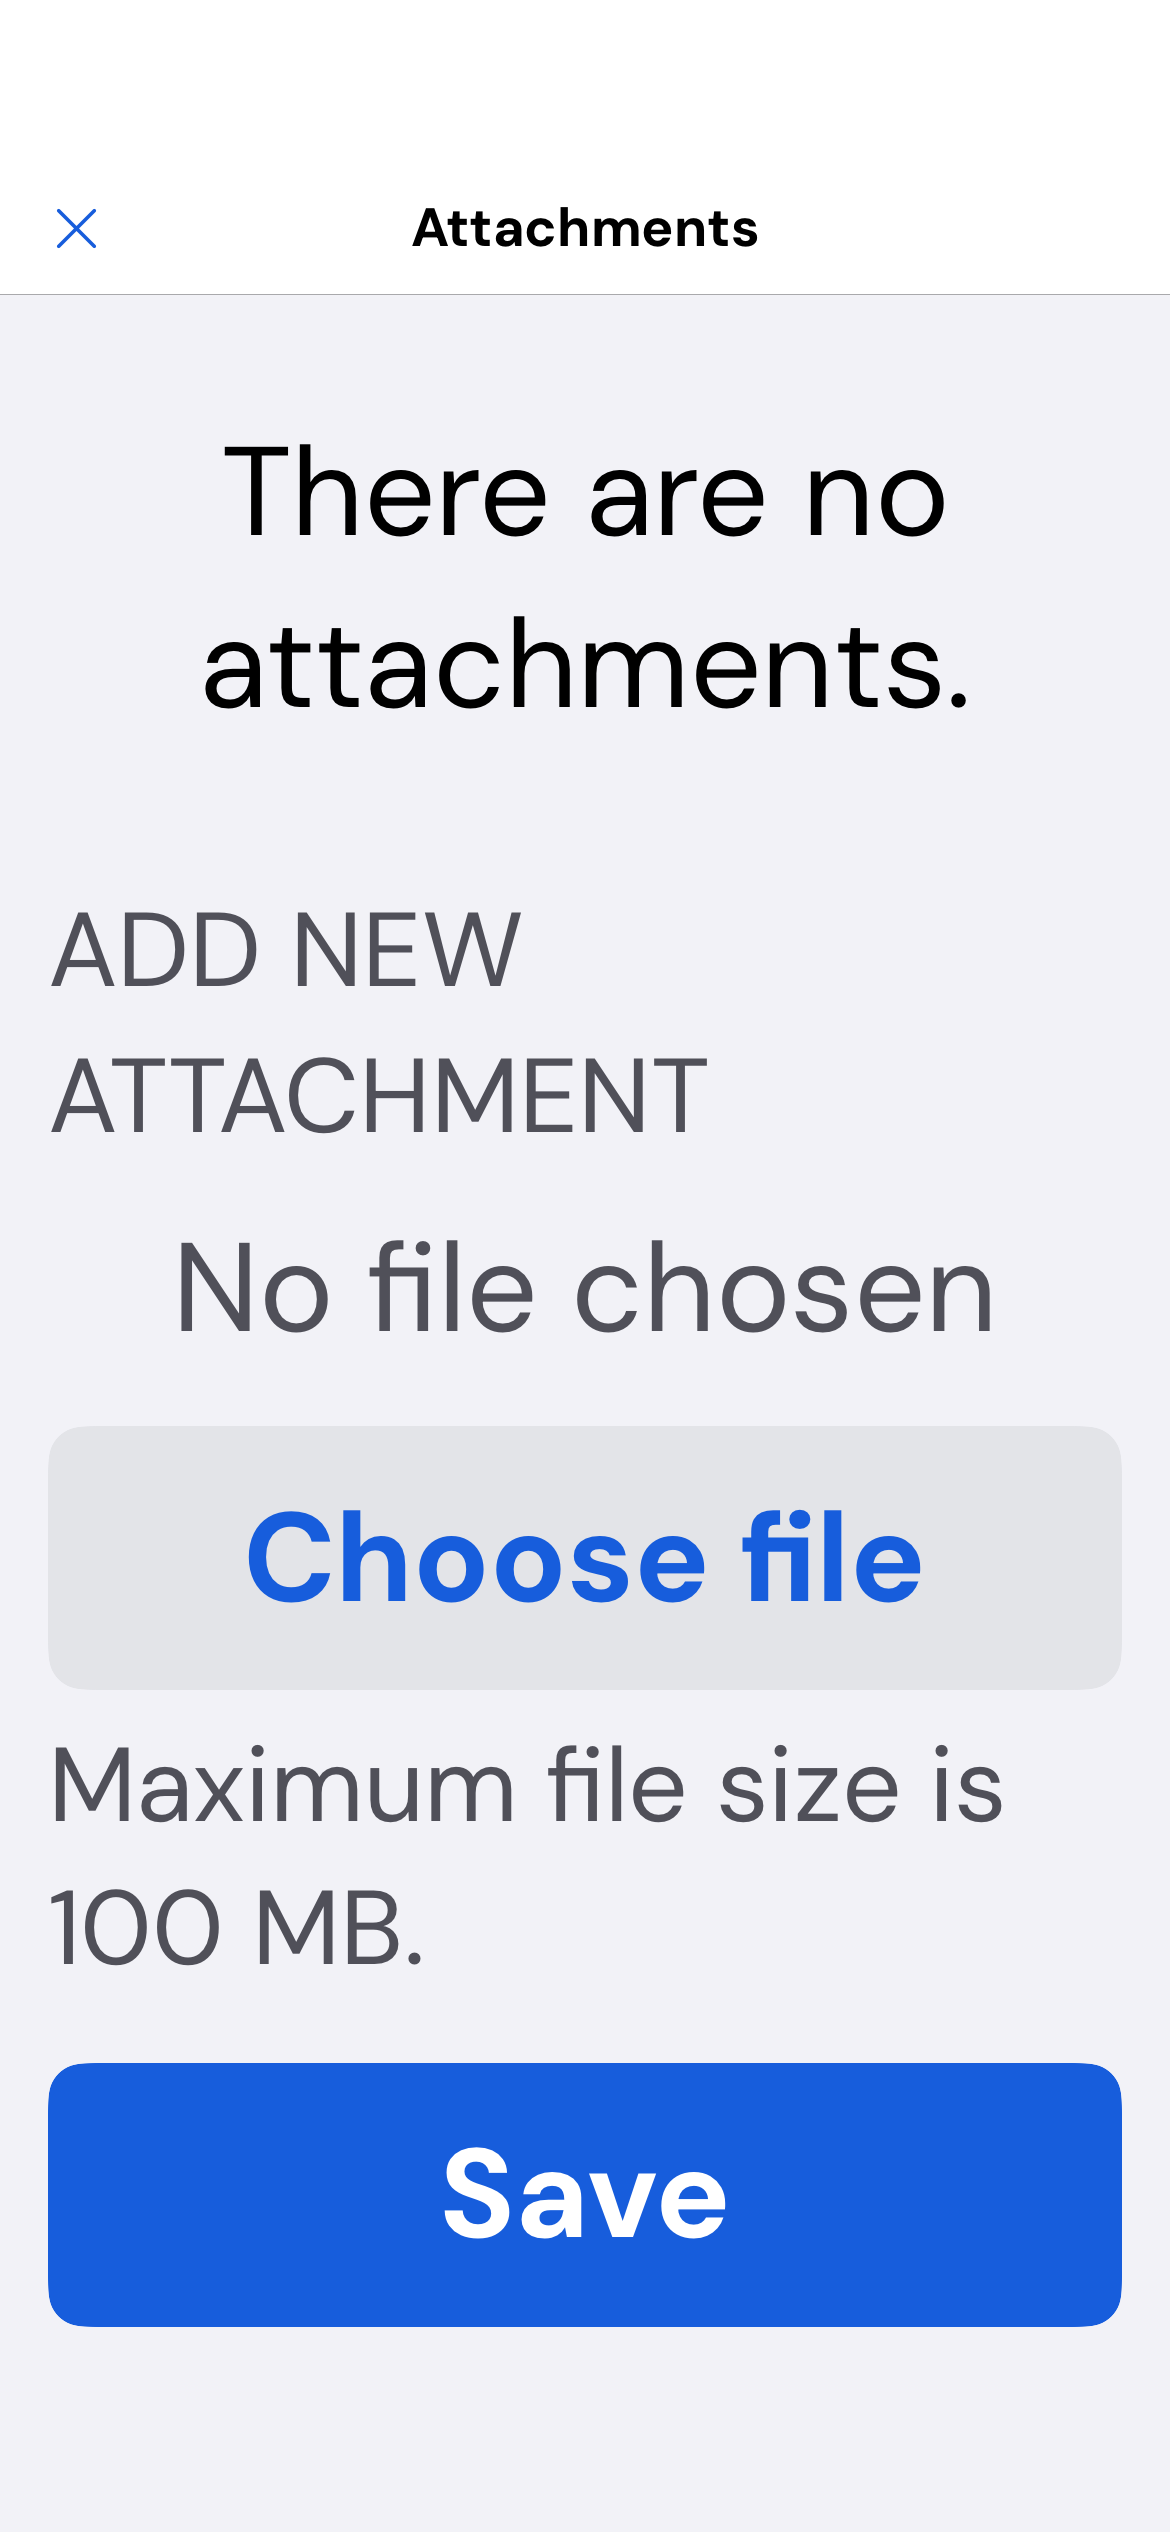 Attachments
There are no
attachments.
ADD NEW
ATTACHMENT
No file chosen
Choose file
Maximum file size is
100 MB.
Save